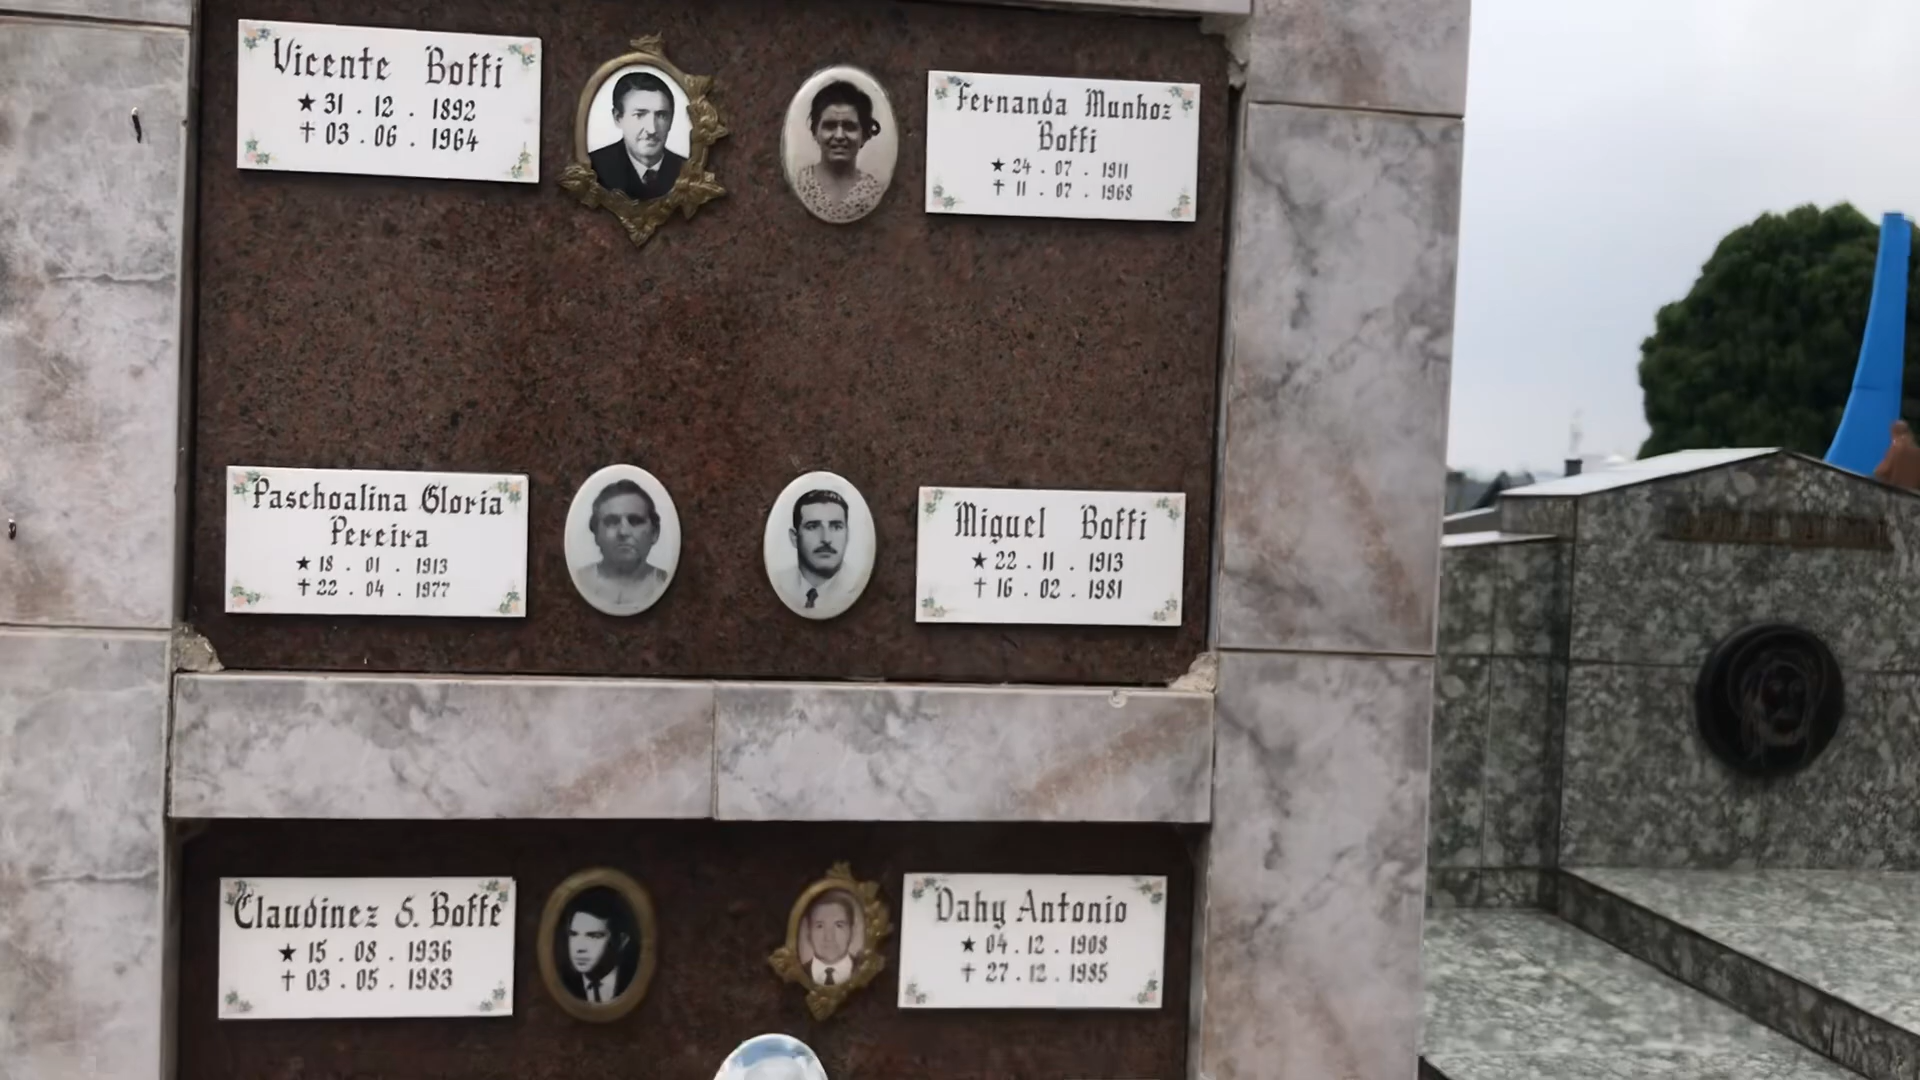 Vicente Boffi
★ 31 . 12 . 1892
† 03 . 06 . 1964
Fernanda Munhoz
Boffi
★ 24 . 07 . 1911
† 11 . 07 . 1968
Paschoalina Gloria
Pereira
★ 18 . 01 . 1913
† 22 . 04 . 1977
Miguel Boffi
★ 22 . 11 . 1913
† 16 . 02 . 1981
Claudinez S. Boffe
★ 15 . 08 . 1936
† 03 . 05 . 1983
Dahy Antonio
★ 04 . 12 . 1908
† 27 . 12 . 1985